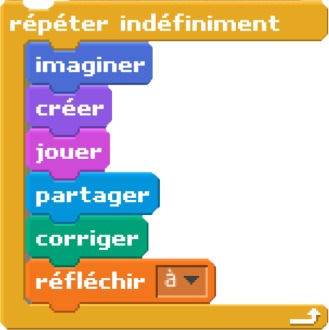 répéter indéfiniment
imaginer
créer
jouer
partager
corriger
réfléchir à